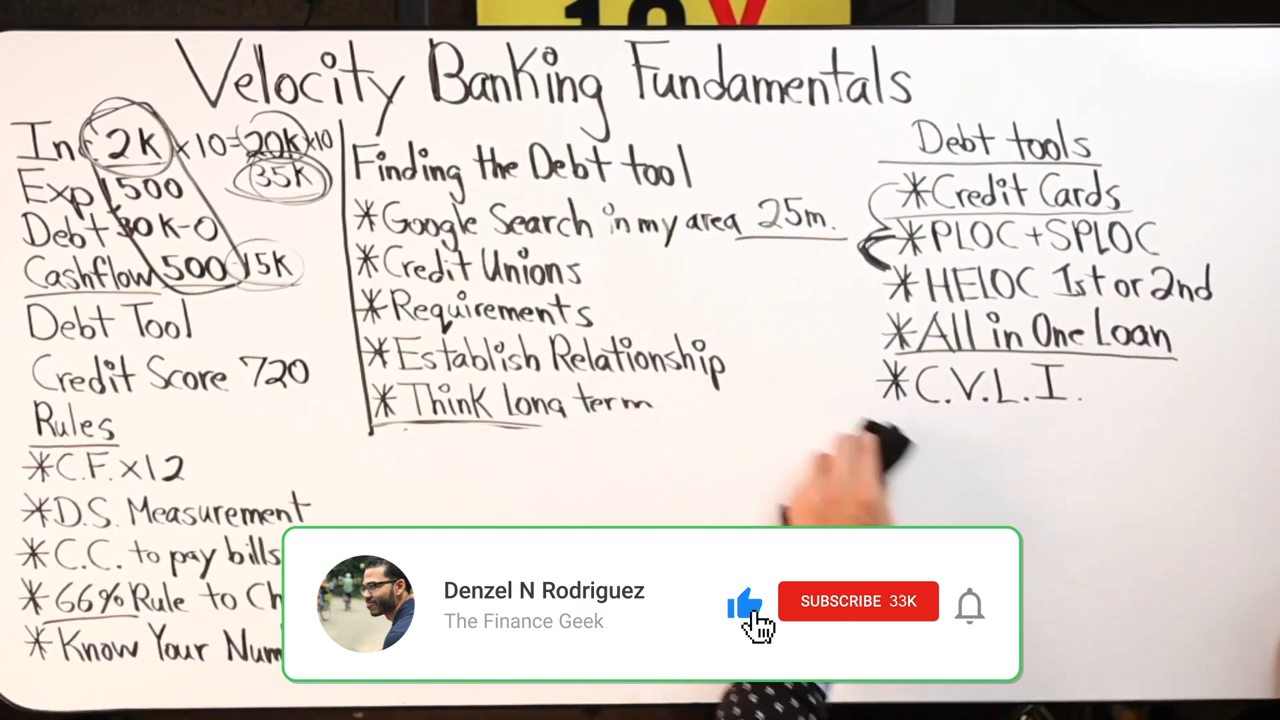 Velocity Banking Fundamentals
Inc 2K x10=20K x10
35K
Exp 1500
Debt 30K-0
Cashflow 500 15K
Debt Tool
Credit Score 720
Rules
*C.F. x12
*D.S. Measurement
*C.C. to pay bills
*66% Rule to Ch
*Know Your Num
Finding the Debt tool
*Google Search in my area 25m.
*Credit Unions
*Requirements
*Establish Relationship
*Think long term
Debt tools
*Credit Cards
*PLOC+SPLOC
*HELOC 1st or 2nd
*All in One Loan
*C.V.L.I.
Denzel N Rodriguez
The Finance Geek
SUBSCRIBE 33K